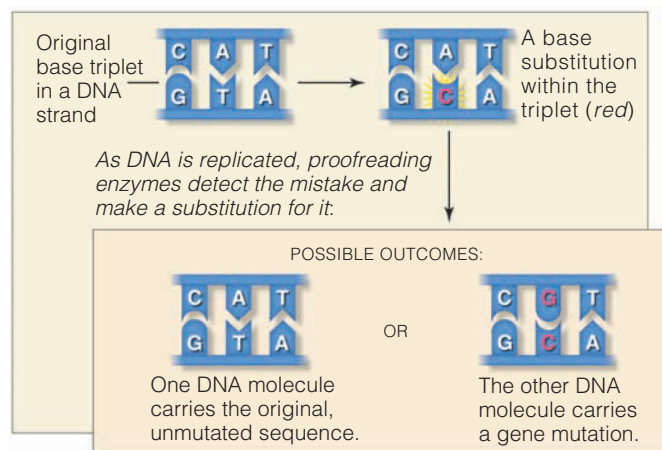 Original
base triplet
in a DNA
strand
C A T
G T A
C A T
G C A
A base
substitution
within the
triplet (red)
As DNA is replicated, proofreading
enzymes detect the mistake and
make a substitution for it:
POSSIBLE OUTCOMES:
C A T
G T A
OR
C G T
G C A
One DNA molecule
carries the original,
unmutated sequence.
The other DNA
molecule carries
a gene mutation.